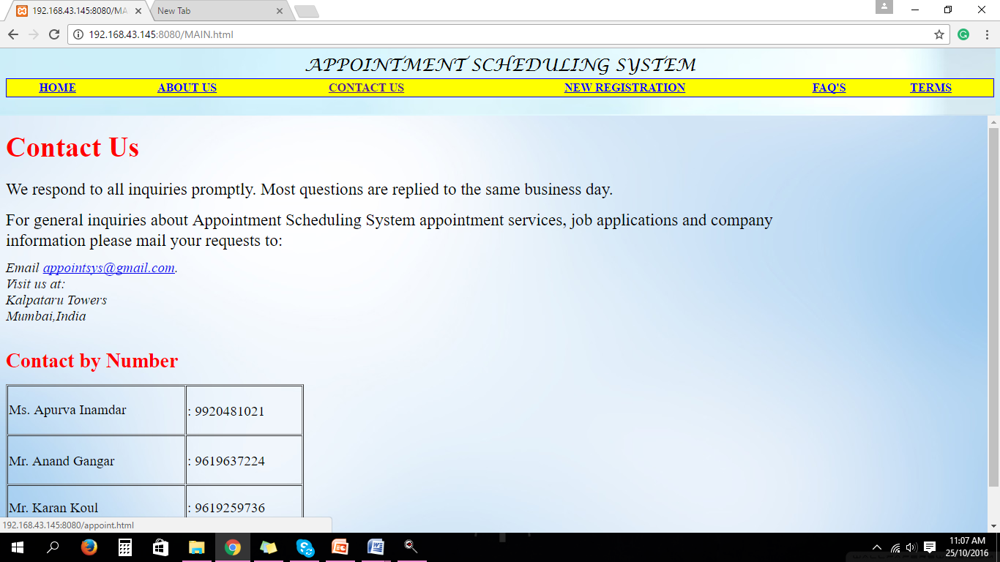 192.168.43.145:8080/MA
New Tab
192.168.43.145:8080/MAIN.html
APPOINTMENT SCHEDULING SYSTEM
HOME ABOUT US CONTACT US NEW REGISTRATION FAQ'S TERMS
Contact Us
We respond to all inquiries promptly. Most questions are replied to the same business day.
For general inquiries about Appointment Scheduling System appointment services, job applications and company
information please mail your requests to:
Email appointsys@gmail.com.
Visit us at:
Kalpataru Towers
Mumbai,India
Contact by Number
Ms. Apurva Inamdar : 9920481021
Mr. Anand Gangar : 9619637224
Mr. Karan Koul : 9619259736
192.168.43.145:8080/appoint.html
11:07 AM
25/10/2016